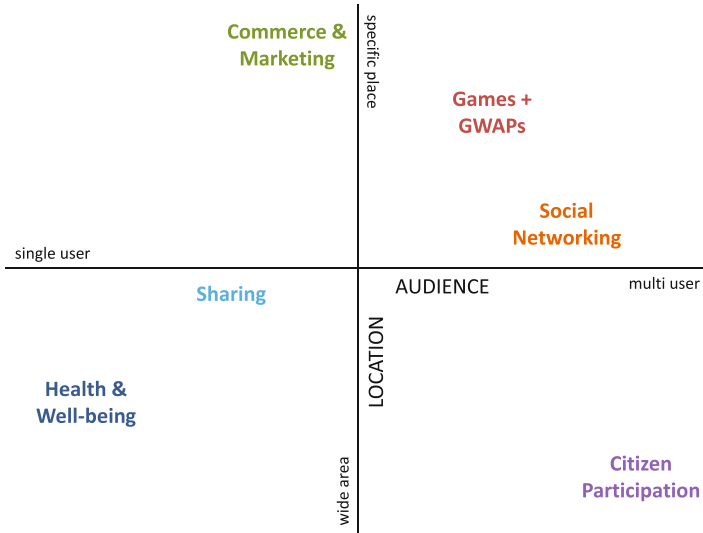 Commerce &
Marketing
specific place
Games +
GWAPs
Social
Networking
single user
Sharing
AUDIENCE
multi user
LOCATION
Health &
Well-being
wide area
Citizen
Participation